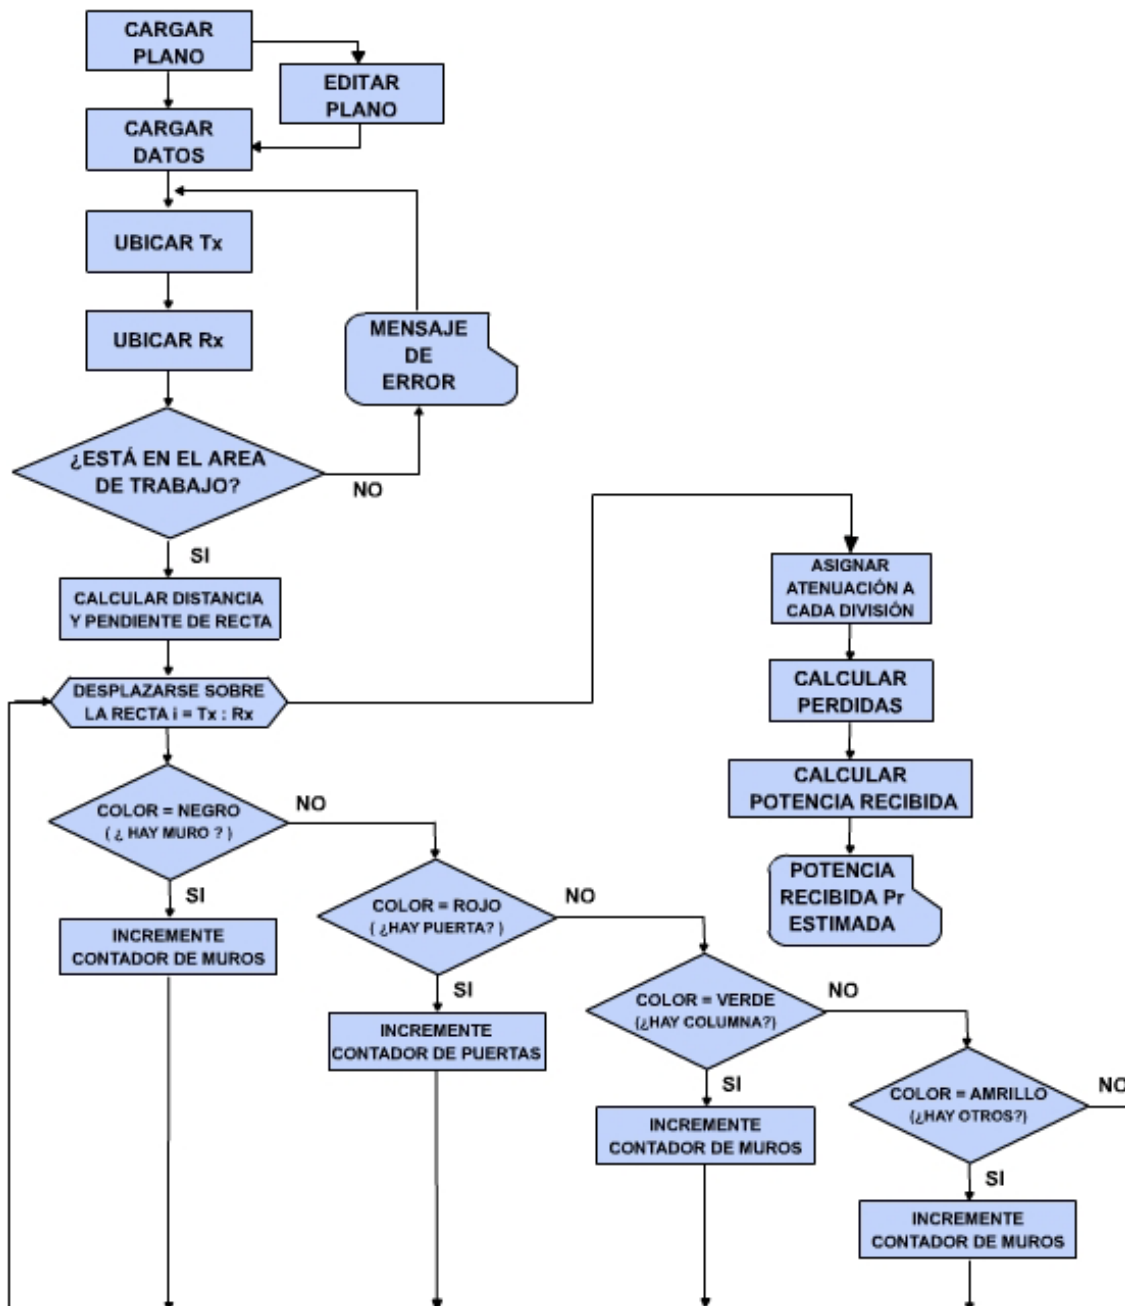 CARGAR
PLANO
EDITAR
PLANO
CARGAR
DATOS
UBICAR Tx
UBICAR Rx
MENSAJE
DE
ERROR
¿ESTÁ EN EL AREA
DE TRABAJO?
NO
SI
CALCULAR DISTANCIA
Y PENDIENTE DE RECTA
DESPLAZARSE SOBRE
LA RECTA i = Tx : Rx
ASIGNAR
ATENUACIÓN A
CADA DIVISIÓN
CALCULAR
PERDIDAS
CALCULAR
POTENCIA RECIBIDA
POTENCIA
RECIBIDA Pr
ESTIMADA
COLOR = NEGRO
( ¿ HAY MURO ? )
NO
SI
INCREMENTE
CONTADOR DE MUROS
COLOR = ROJO
( ¿HAY PUERTA? )
NO
SI
INCREMENTE
CONTADOR DE PUERTAS
COLOR = VERDE
(¿HAY COLUMNA?)
NO
SI
INCREMENTE
CONTADOR DE MUROS
COLOR = AMRILLO
(¿HAY OTROS?)
NO
SI
INCREMENTE
CONTADOR DE MUROS